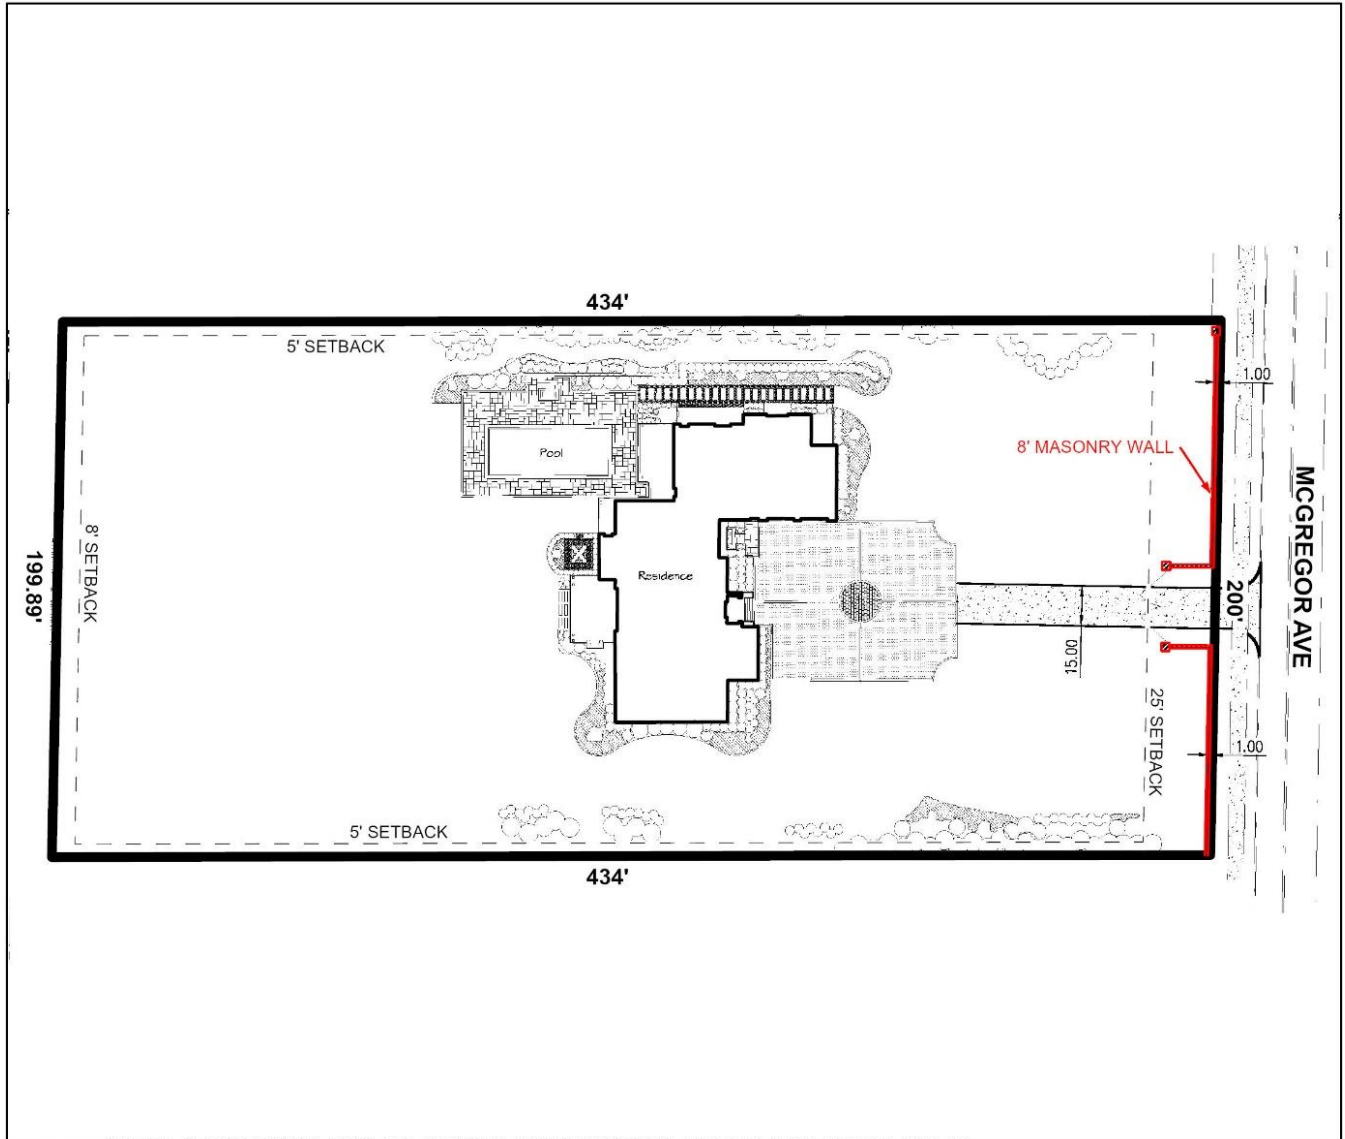 434'
5' SETBACK
1.00
8' MASONRY WALL
Pool
MCGREGOR AVE
8' SETBACK
199.89'
Residence
200'
15.00
25' SETBACK
1.00
5' SETBACK
434'